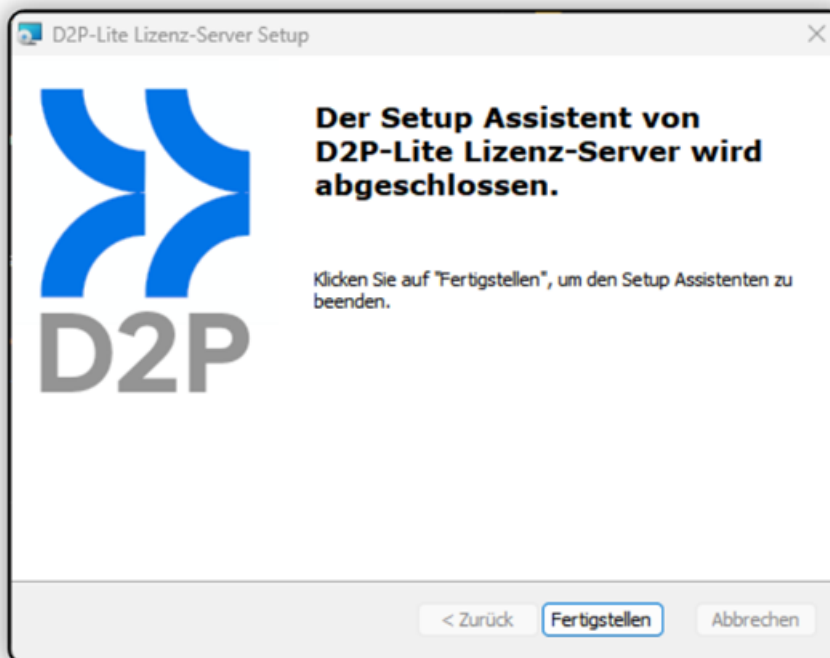 D2P-Lite Lizenz-Server Setup
Der Setup Assistent von
D2P-Lite Lizenz-Server wird
abgeschlossen.
Klicken Sie auf "Fertigstellen", um den Setup Assistenten zu
beenden.
D2P
< Zurück
Fertigstellen
Abbrechen